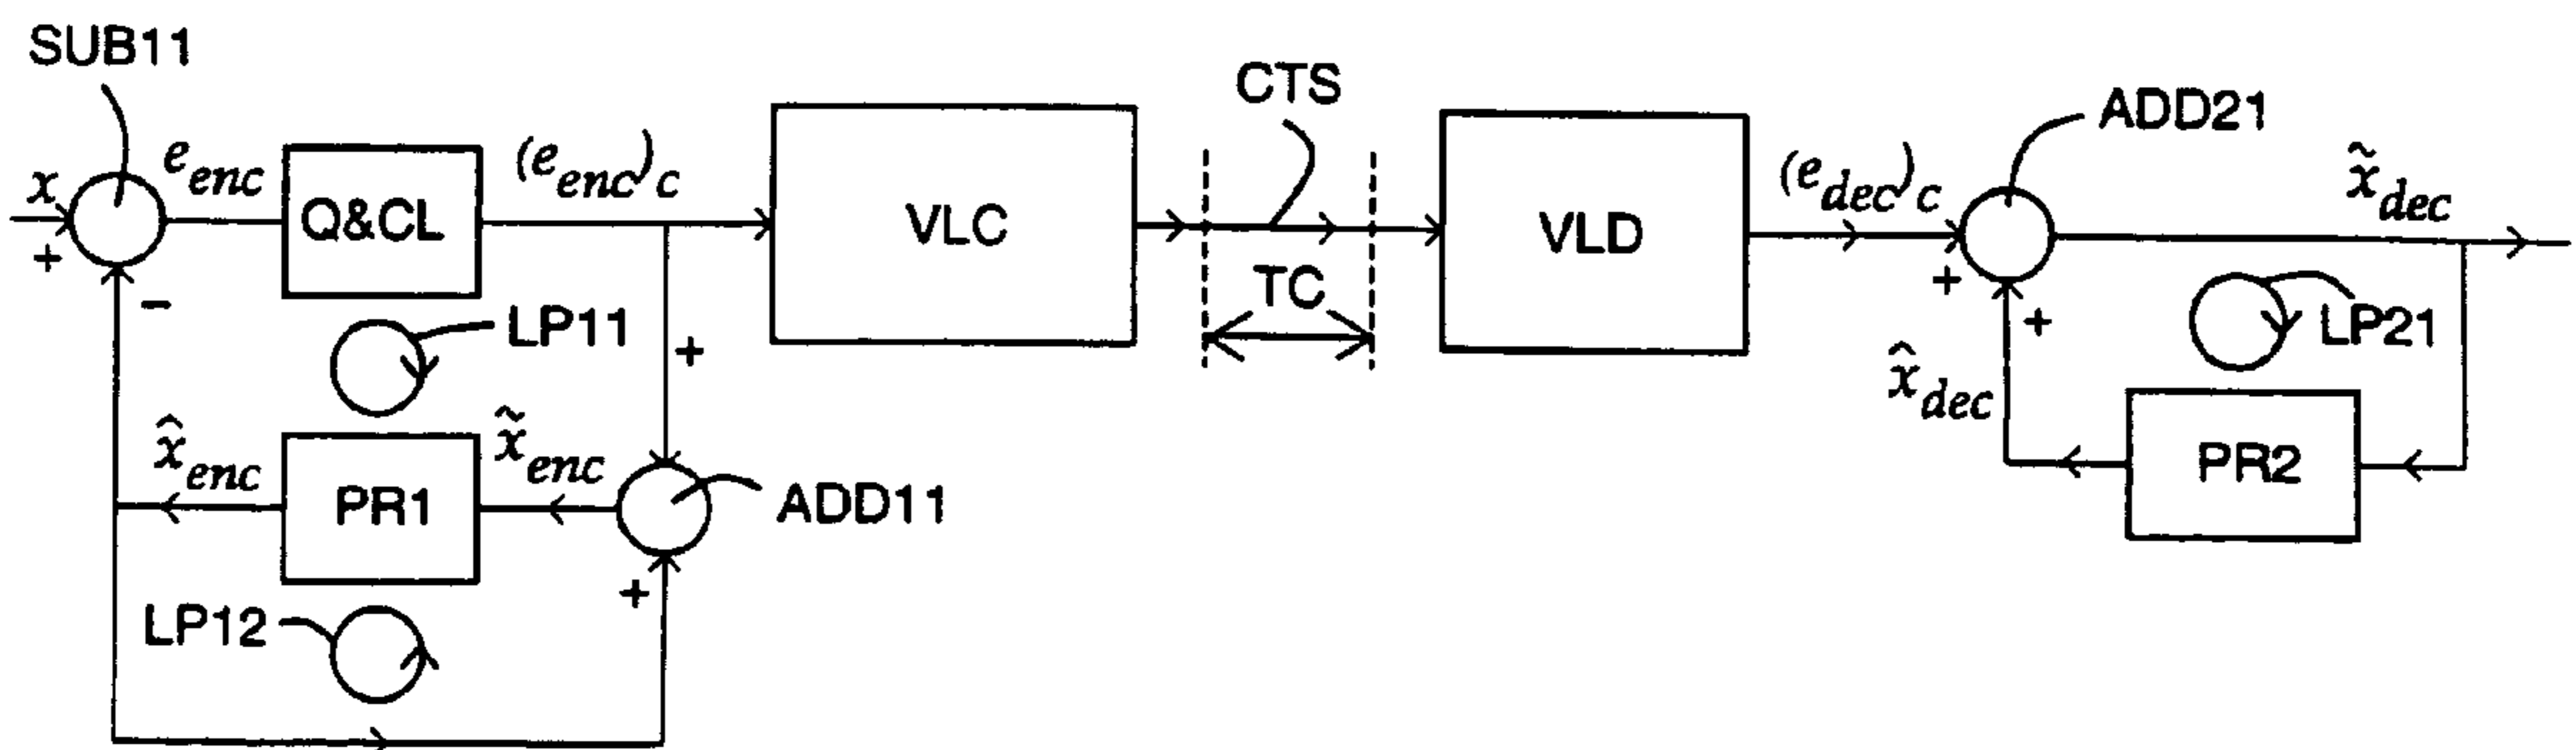 SUB11
x
+
−
e_enc
Q&CL
(e_enc)_c
VLC
CTS
TC
VLD
(e_dec)_c
ADD21
x̃_dec
+
+
LP21
x̂_dec
PR2
LP11
+
x̂_enc
PR1
x̃_enc
ADD11
+
LP12